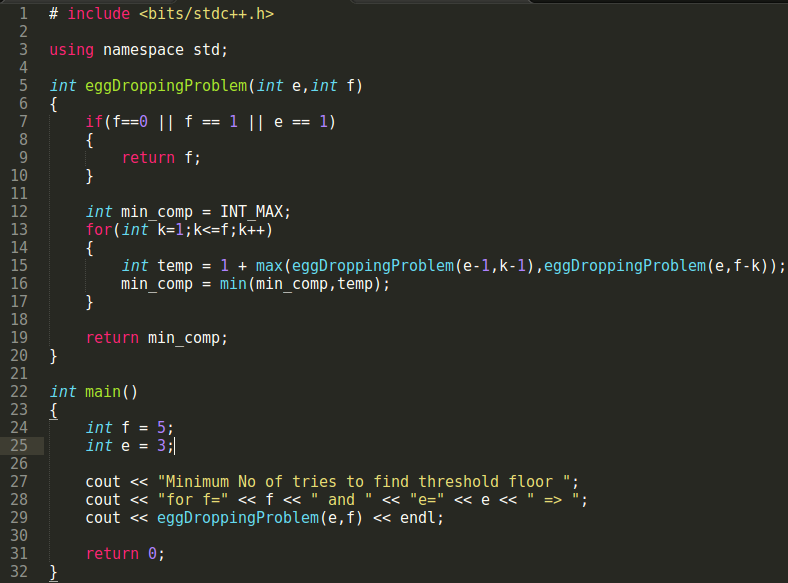 1 # include <bits/stdc++.h>
2
3 using namespace std;
4
5 int eggDroppingProblem(int e,int f)
6 {
7     if(f==0 || f == 1 || e == 1)
8     {
9         return f;
10     }
11
12     int min_comp = INT_MAX;
13     for(int k=1;k<=f;k++)
14     {
15         int temp = 1 + max(eggDroppingProblem(e-1,k-1),eggDroppingProblem(e,f-k));
16         min_comp = min(min_comp,temp);
17     }
18
19     return min_comp;
20 }
21
22 int main()
23 {
24     int f = 5;
25     int e = 3;
26
27     cout << "Minimum No of tries to find threshold floor ";
28     cout << "for f=" << f << " and " << "e=" << e << " => ";
29     cout << eggDroppingProblem(e,f) << endl;
30
31     return 0;
32 }